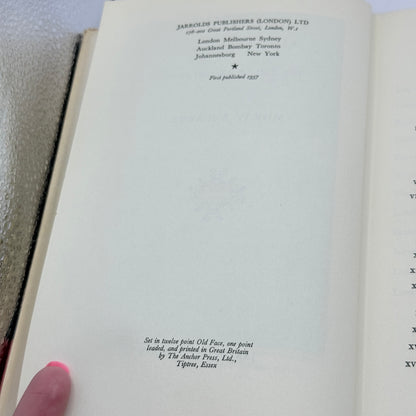 JARROLDS PUBLISHERS (LONDON) LTD
178-202 Great Portland Street, London, W.1
London Melbourne Sydney
Auckland Bombay Toronto
Johannesburg New York
★
First published 1957
Set in twelve point Old Face, one point
leaded, and printed in Great Britain
by The Anchor Press, Ltd.,
Tiptree, Essex